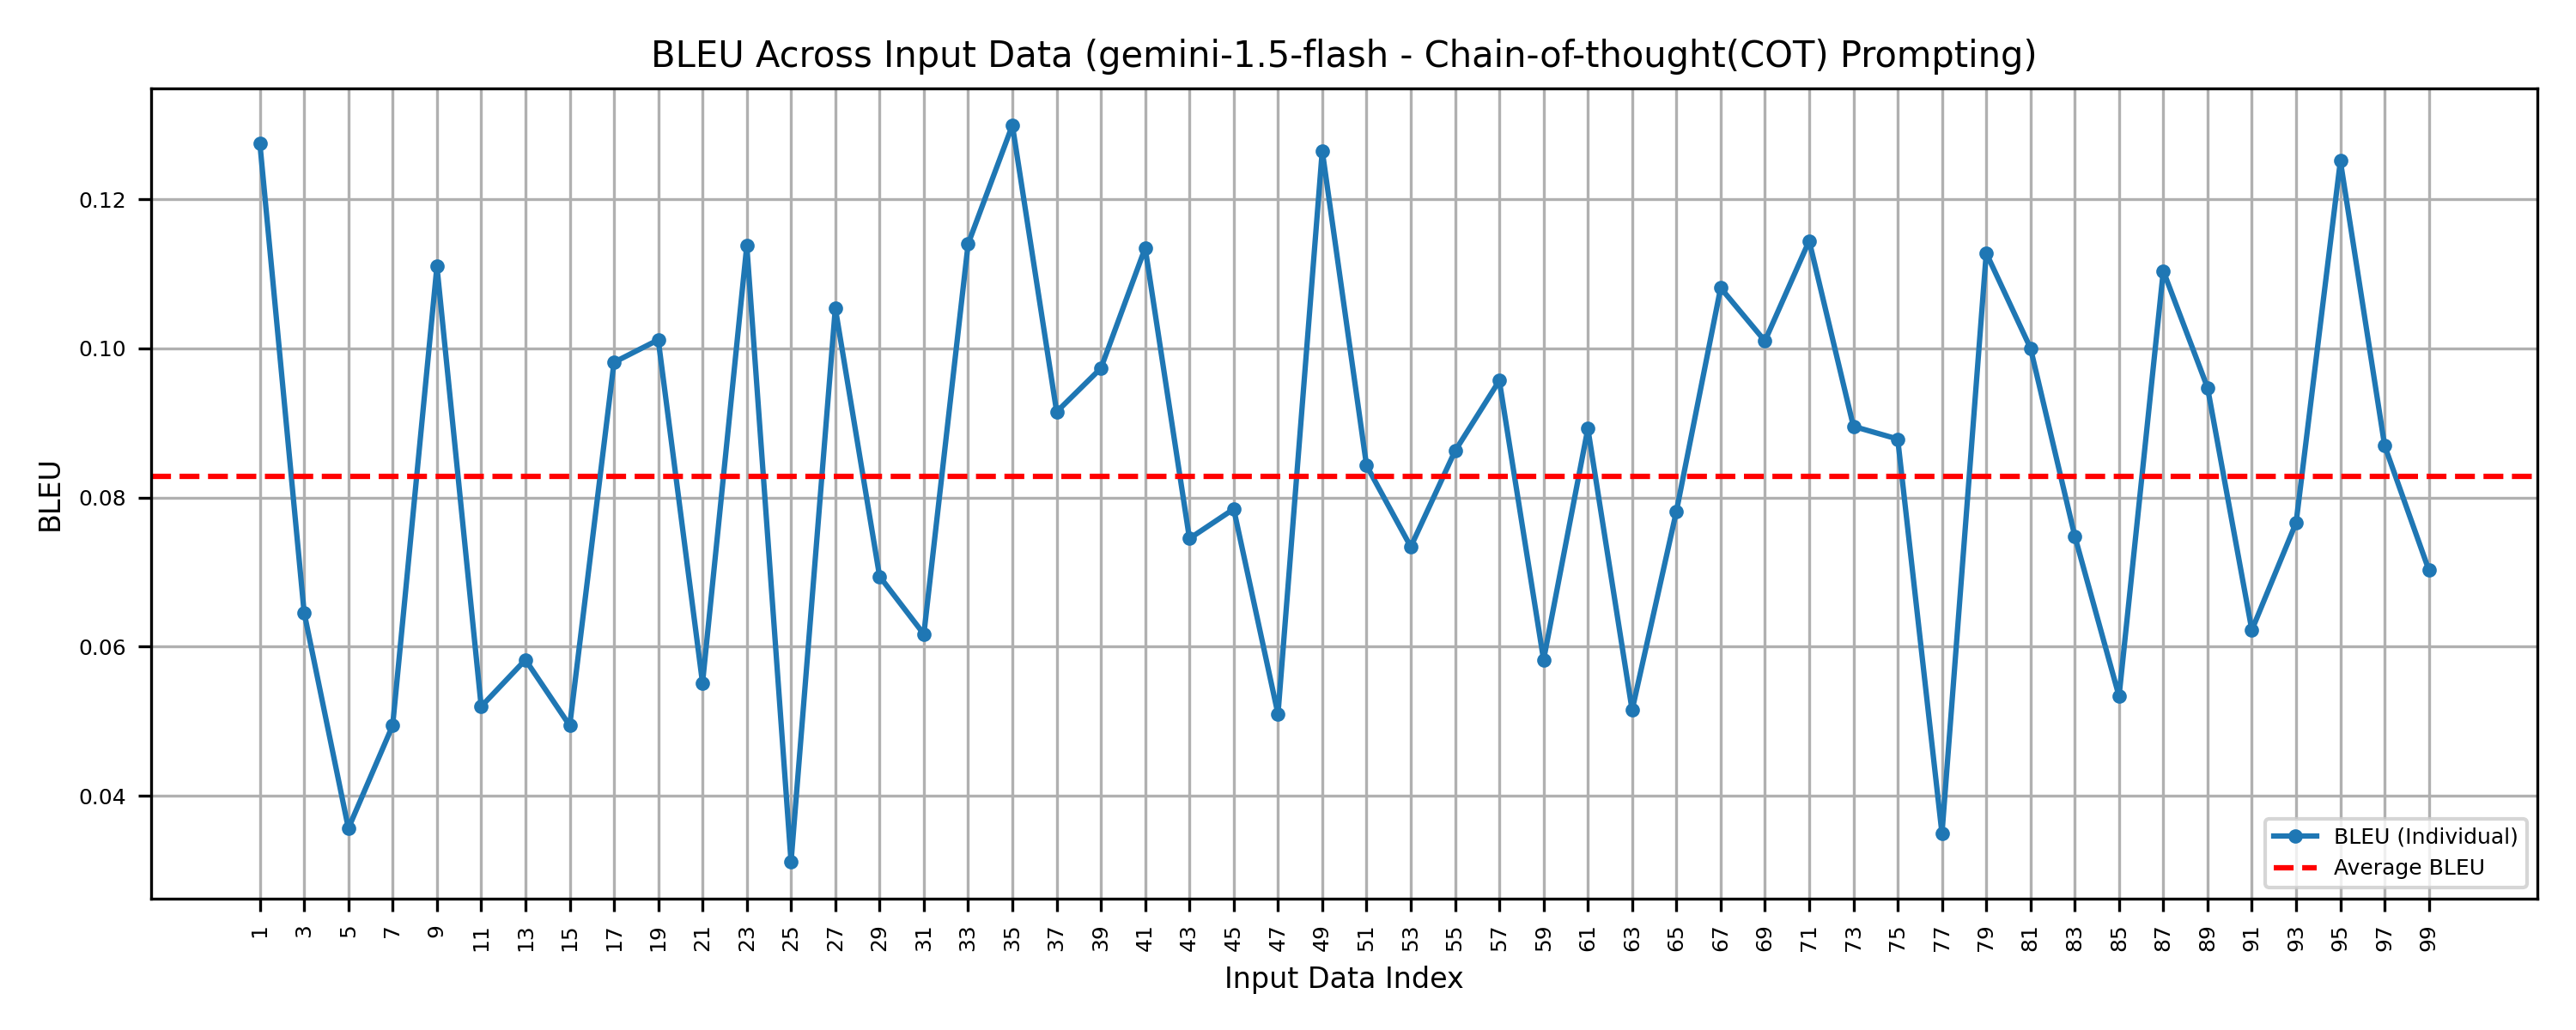 BLEU Across Input Data (gemini-1.5-flash - Chain-of-thought(COT) Prompting)
BLEU
0.12
0.10
0.08
0.06
0.04
BLEU (Individual)
Average BLEU
1 3 5 7 9 11 13 15 17 19 21 23 25 27 29 31 33 35 37 39 41 43 45 47 49 51 53 55 57 59 61 63 65 67 69 71 73 75 77 79 81 83 85 87 89 91 93 95 97 99
Input Data Index